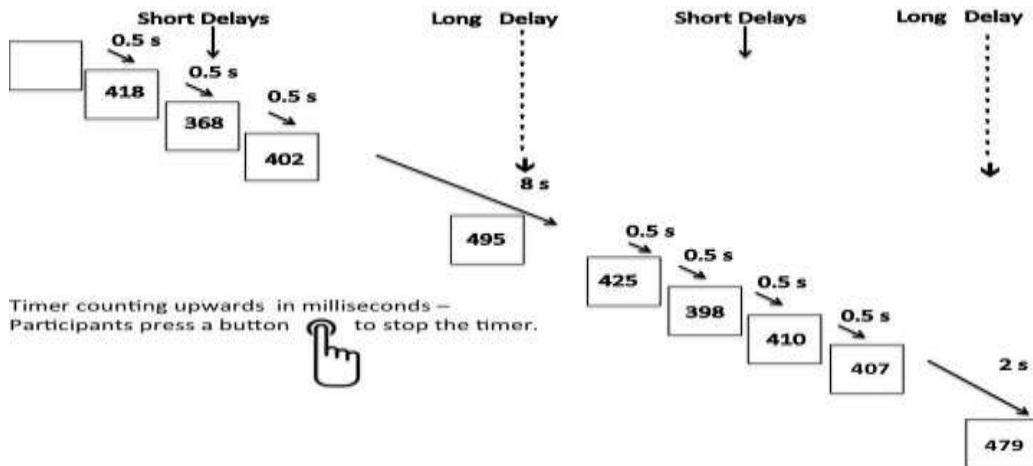 Short Delays
Long Delay
Short Delays
Long Delay
0.5 s
418
0.5 s
368
0.5 s
402
8 s
495
0.5 s
425
0.5 s
398
0.5 s
410
0.5 s
407
2 s
479
Timer counting upwards in milliseconds –
Participants press a button to stop the timer.